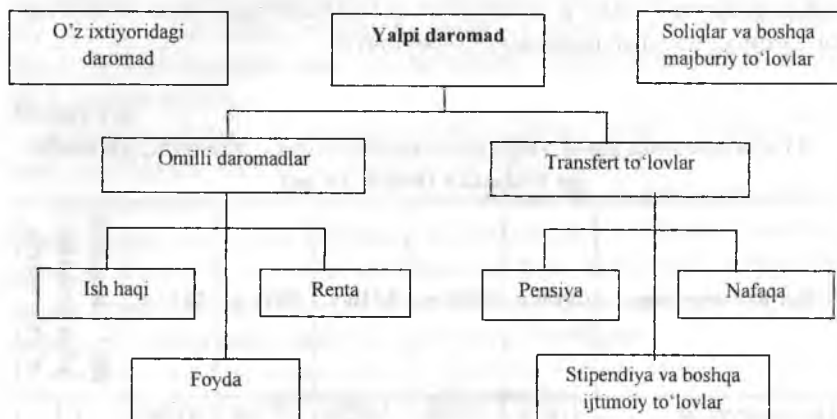 O‘z ixtiyoridagi
daromad
Yalpi daromad
Soliqlar va boshqa
majburiy to‘lovlar
Omilli daromadlar
Transfert to‘lovlar
Ish haqi
Renta
Pensiya
Nafaqa
Foyda
Stipendiya va boshqa
ijtimoiy to‘lovlar